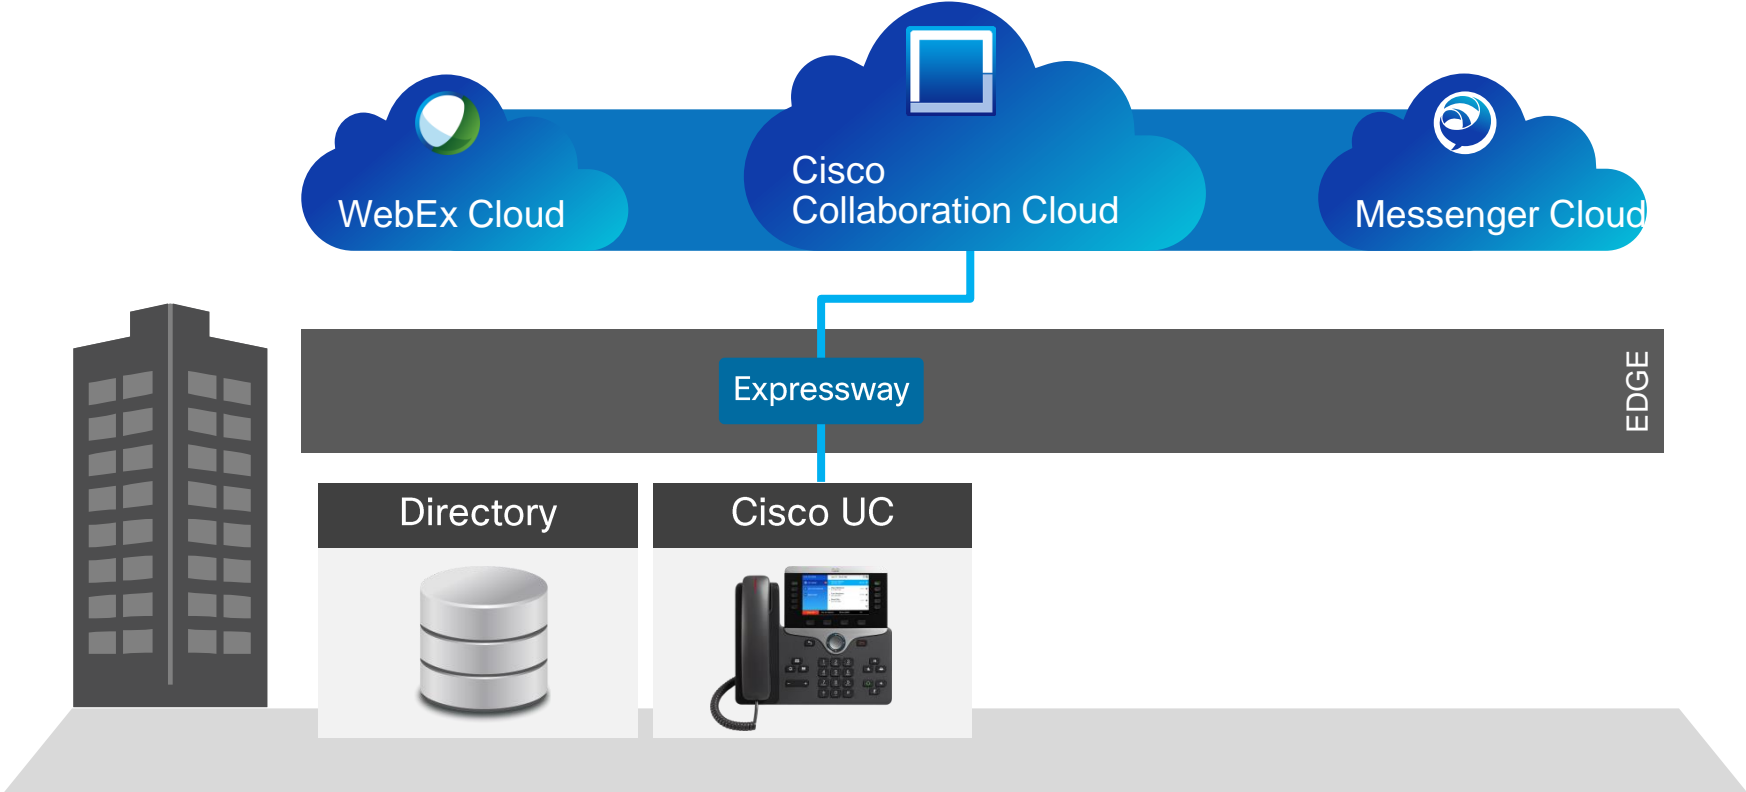 WebEx Cloud
Cisco
Collaboration Cloud
Messenger Cloud
Expressway
EDGE
Directory
Cisco UC